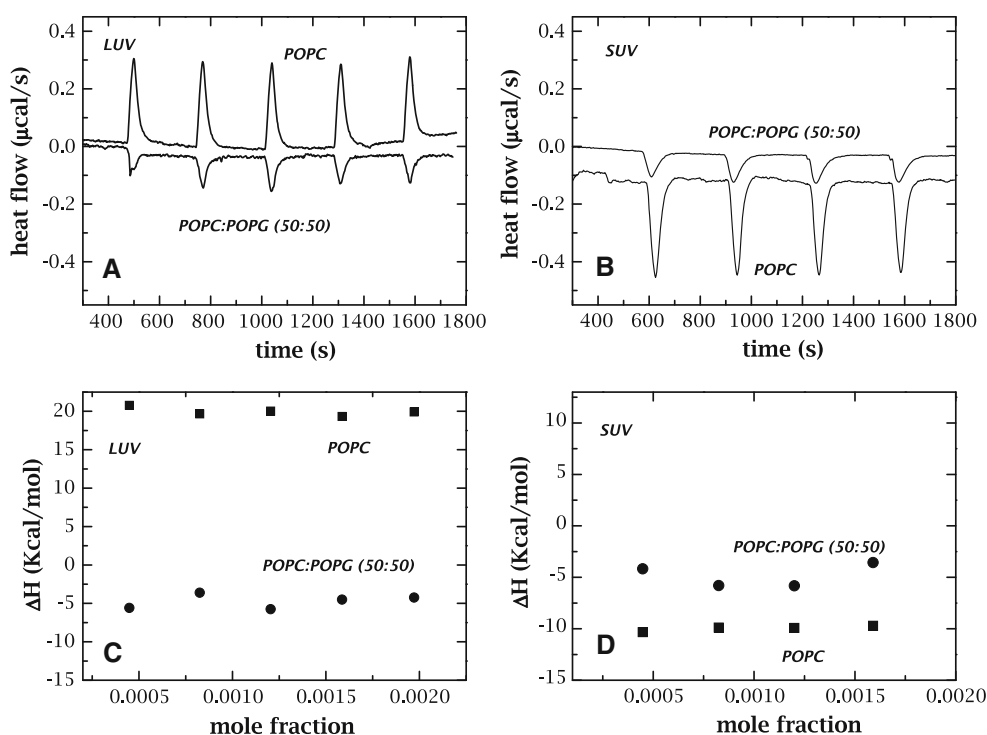 LUV
POPC
0.4
0.2
0.0
-0.2
-0.4
heat flow (µcal/s)
POPC:POPG (50:50)
A
400 600 800 1000 1200 1400 1600 1800
time (s)
SUV
0.4
0.2
0.0
-0.2
-0.4
heat flow (µcal/s)
POPC:POPG (50:50)
POPC
B
400 600 800 1000 1200 1400 1600 1800
time (s)
20
15
10
5
0
-5
-10
-15
ΔH (Kcal/mol)
LUV
POPC
POPC:POPG (50:50)
C
0.0005 0.0010 0.0015 0.0020
mole fraction
10
5
0
-5
-10
-15
ΔH (Kcal/mol)
SUV
POPC:POPG (50:50)
POPC
D
0.0005 0.0010 0.0015 0.0020
mole fraction